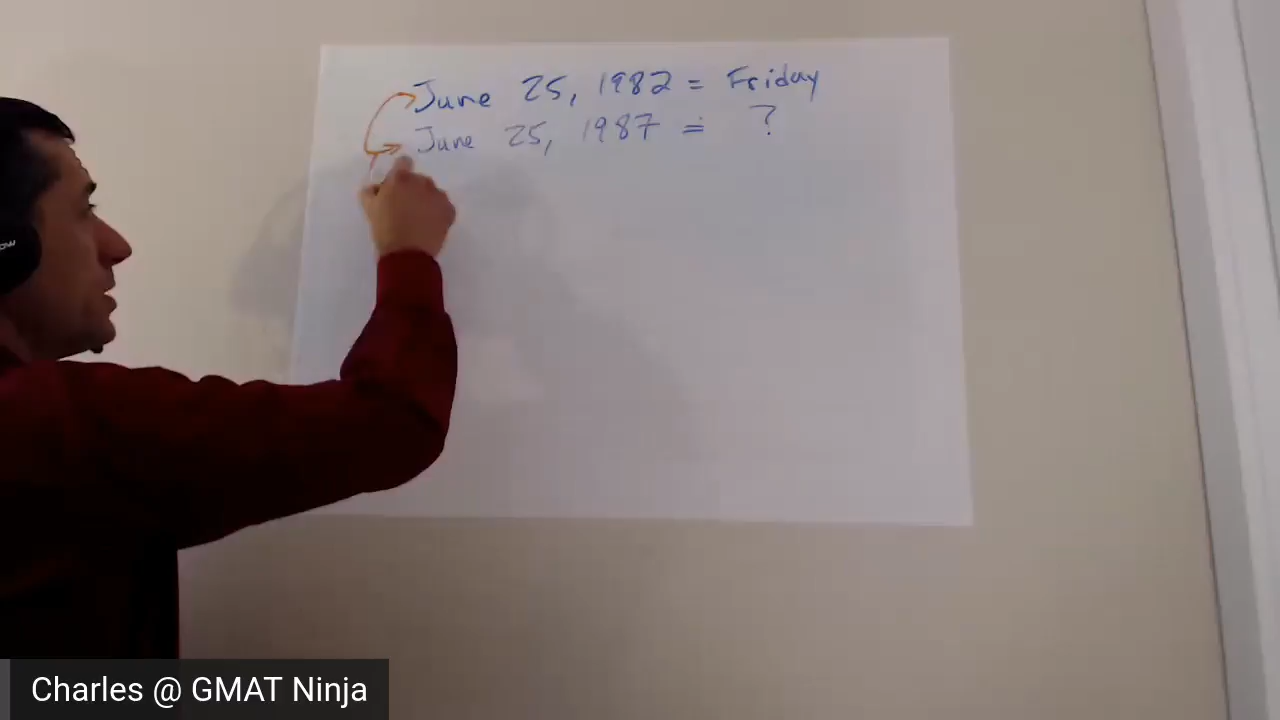 June 25, 1982 = Friday
June 25, 1987 = ?
Charles @ GMAT Ninja